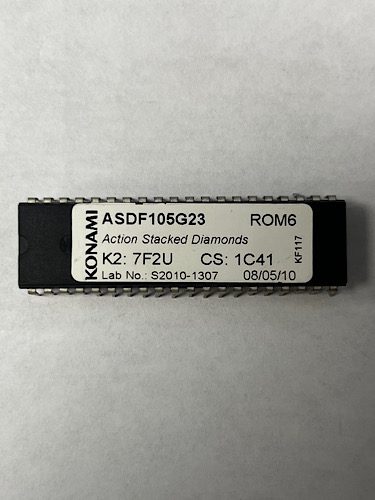 KONAMI
ASDF105G23 ROM6
Action Stacked Diamonds
K2: 7F2U CS: 1C41
Lab No.: S2010-1307 08/05/10
KF117